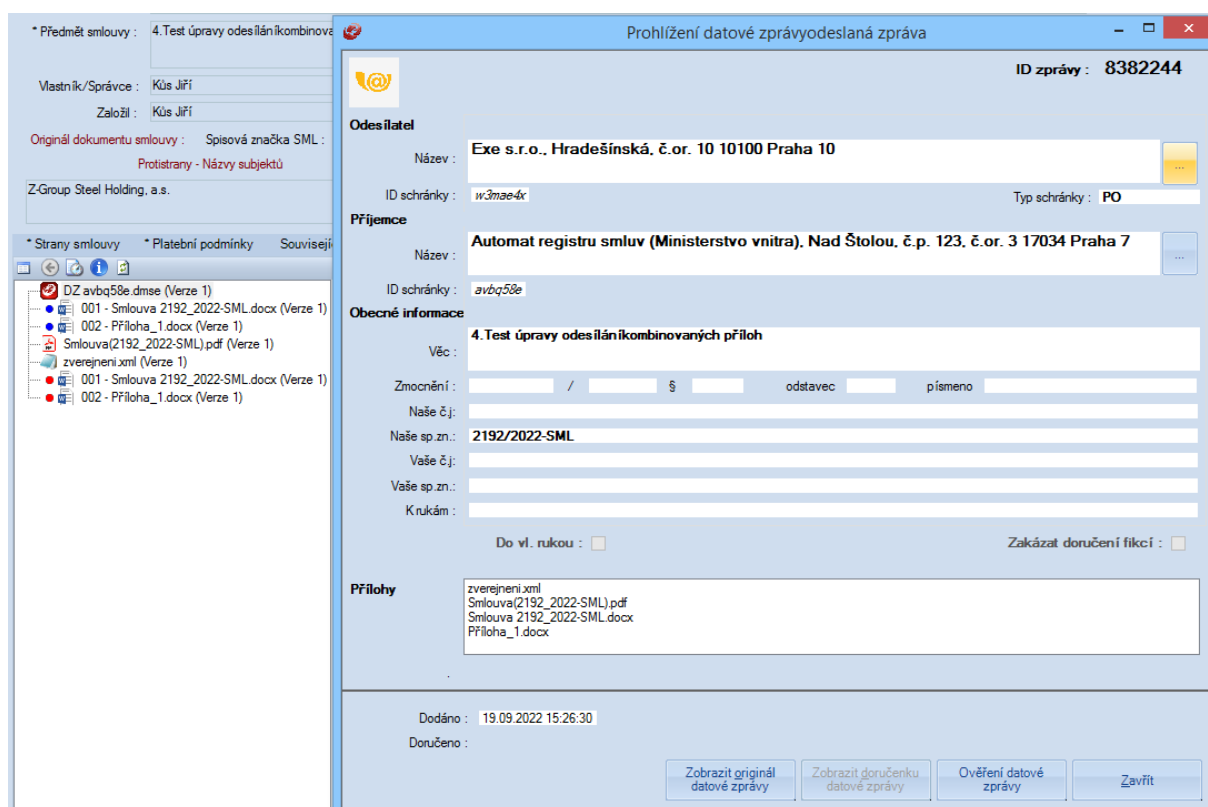 * Předmět smlouvy :
4.Test úpravy odesíláníkombinova
Vlastník/Správce :
Kůs Jiří
Založil :
Kůs Jiří
Originál dokumentu smlouvy :
Spisová značka SML :
Protistrany - Názvy subjektů
Z-Group Steel Holding, a.s.
* Strany smlouvy
* Platební podmínky
Souvisejí
DZ avbq58e.dmse (Verze 1)
001 - Smlouva 2192_2022-SML.docx (Verze 1)
002 - Příloha_1.docx (Verze 1)
Smlouva(2192_2022-SML).pdf (Verze 1)
zverejneni.xml (Verze 1)
001 - Smlouva 2192_2022-SML.docx (Verze 1)
002 - Příloha_1.docx (Verze 1)
Prohlížení datové zprávyodeslaná zpráva
ID zprávy : 8382244
Odesílatel
Název :
Exe s.r.o., Hradešínská, č.or. 10 10100 Praha 10
...
ID schránky :
w3mae4x
Typ schránky :
PO
Příjemce
Název :
Automat registru smluv (Ministerstvo vnitra), Nad Štolou, č.p. 123, č.or. 3 17034 Praha 7
...
ID schránky :
avbq58e
Obecné informace
Věc :
4.Test úpravy odesíláníkombinovaných příloh
Zmocnění : / § odstavec písmeno
Naše č.j:
Naše sp.zn.: 2192/2022-SML
Vaše č.j:
Vaše sp.zn.:
K rukám :
Do vl. rukou :
Zakázat doručení fikcí :
Přílohy
zverejneni.xml
Smlouva(2192_2022-SML).pdf
Smlouva 2192_2022-SML.docx
Příloha_1.docx
Dodáno : 19.09.2022 15:26:30
Doručeno :
Zobrazit originál
datové zprávy
Zobrazit doručenku
datové zprávy
Ověření datové
zprávy
Zavřít